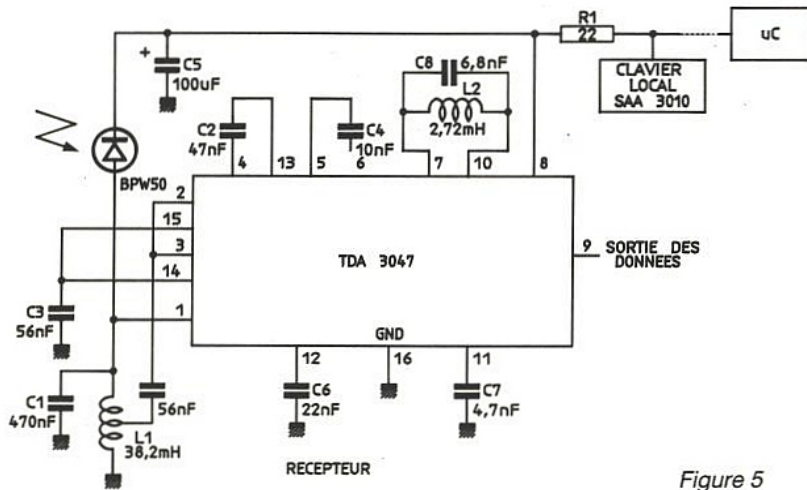 R1
22
uC
+
C5
100uF
C8
6,8nF
L2
2,72mH
CLAVIER
LOCAL
SAA 3010
C2
47nF
C4
10nF
4
13
5
6
7
10
8
BPW50
2
15
3
14
1
TDA 3047
9
SORTIE DES
DONNEES
C3
56nF
GND
12
16
11
C1
470nF
56nF
L1
38,2mH
C6
22nF
C7
4,7nF
RECEPTEUR
Figure 5